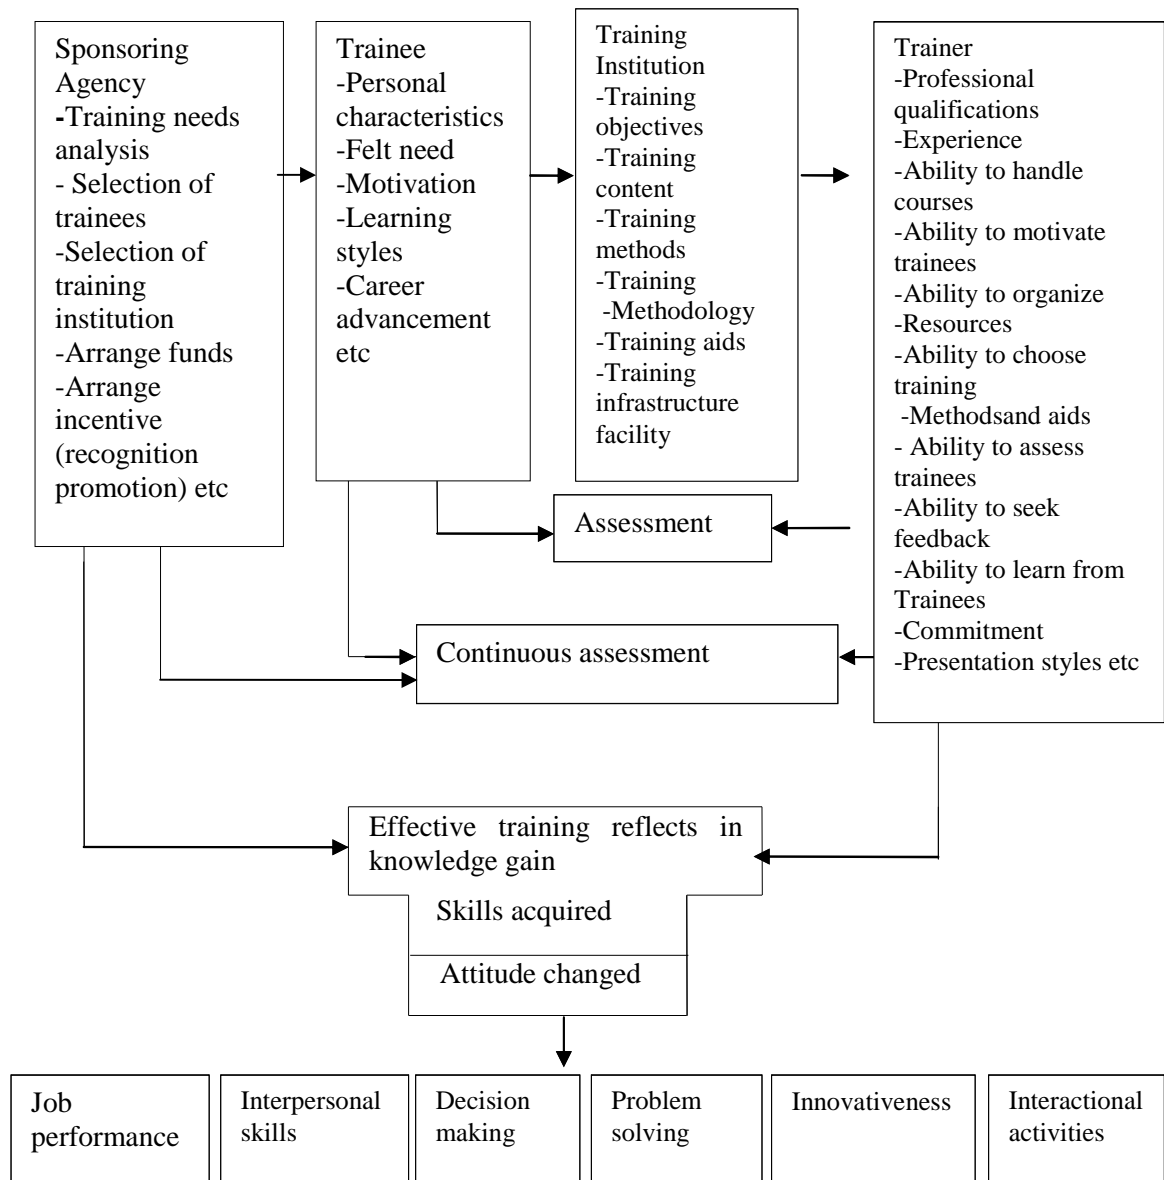 Sponsoring
Agency
-Training needs
analysis
- Selection of
trainees
-Selection of
training
institution
-Arrange funds
-Arrange
incentive
(recognition
promotion) etc
Trainee
-Personal
characteristics
-Felt need
-Motivation
-Learning
styles
-Career
advancement
etc
Training
Institution
-Training
objectives
-Training
content
-Training
methods
-Training
-Methodology
-Training aids
-Training
infrastructure
facility
Trainer
-Professional
qualifications
-Experience
-Ability to handle
courses
-Ability to motivate
trainees
-Ability to organize
-Resources
-Ability to choose
training
-Methodsand aids
- Ability to assess
trainees
-Ability to seek
feedback
-Ability to learn from
Trainees
-Commitment
-Presentation styles etc
Assessment
Continuous assessment
Effective training reflects in
knowledge gain
Skills acquired
Attitude changed
Job
performance
Interpersonal
skills
Decision
making
Problem
solving
Innovativeness
Interactional
activities